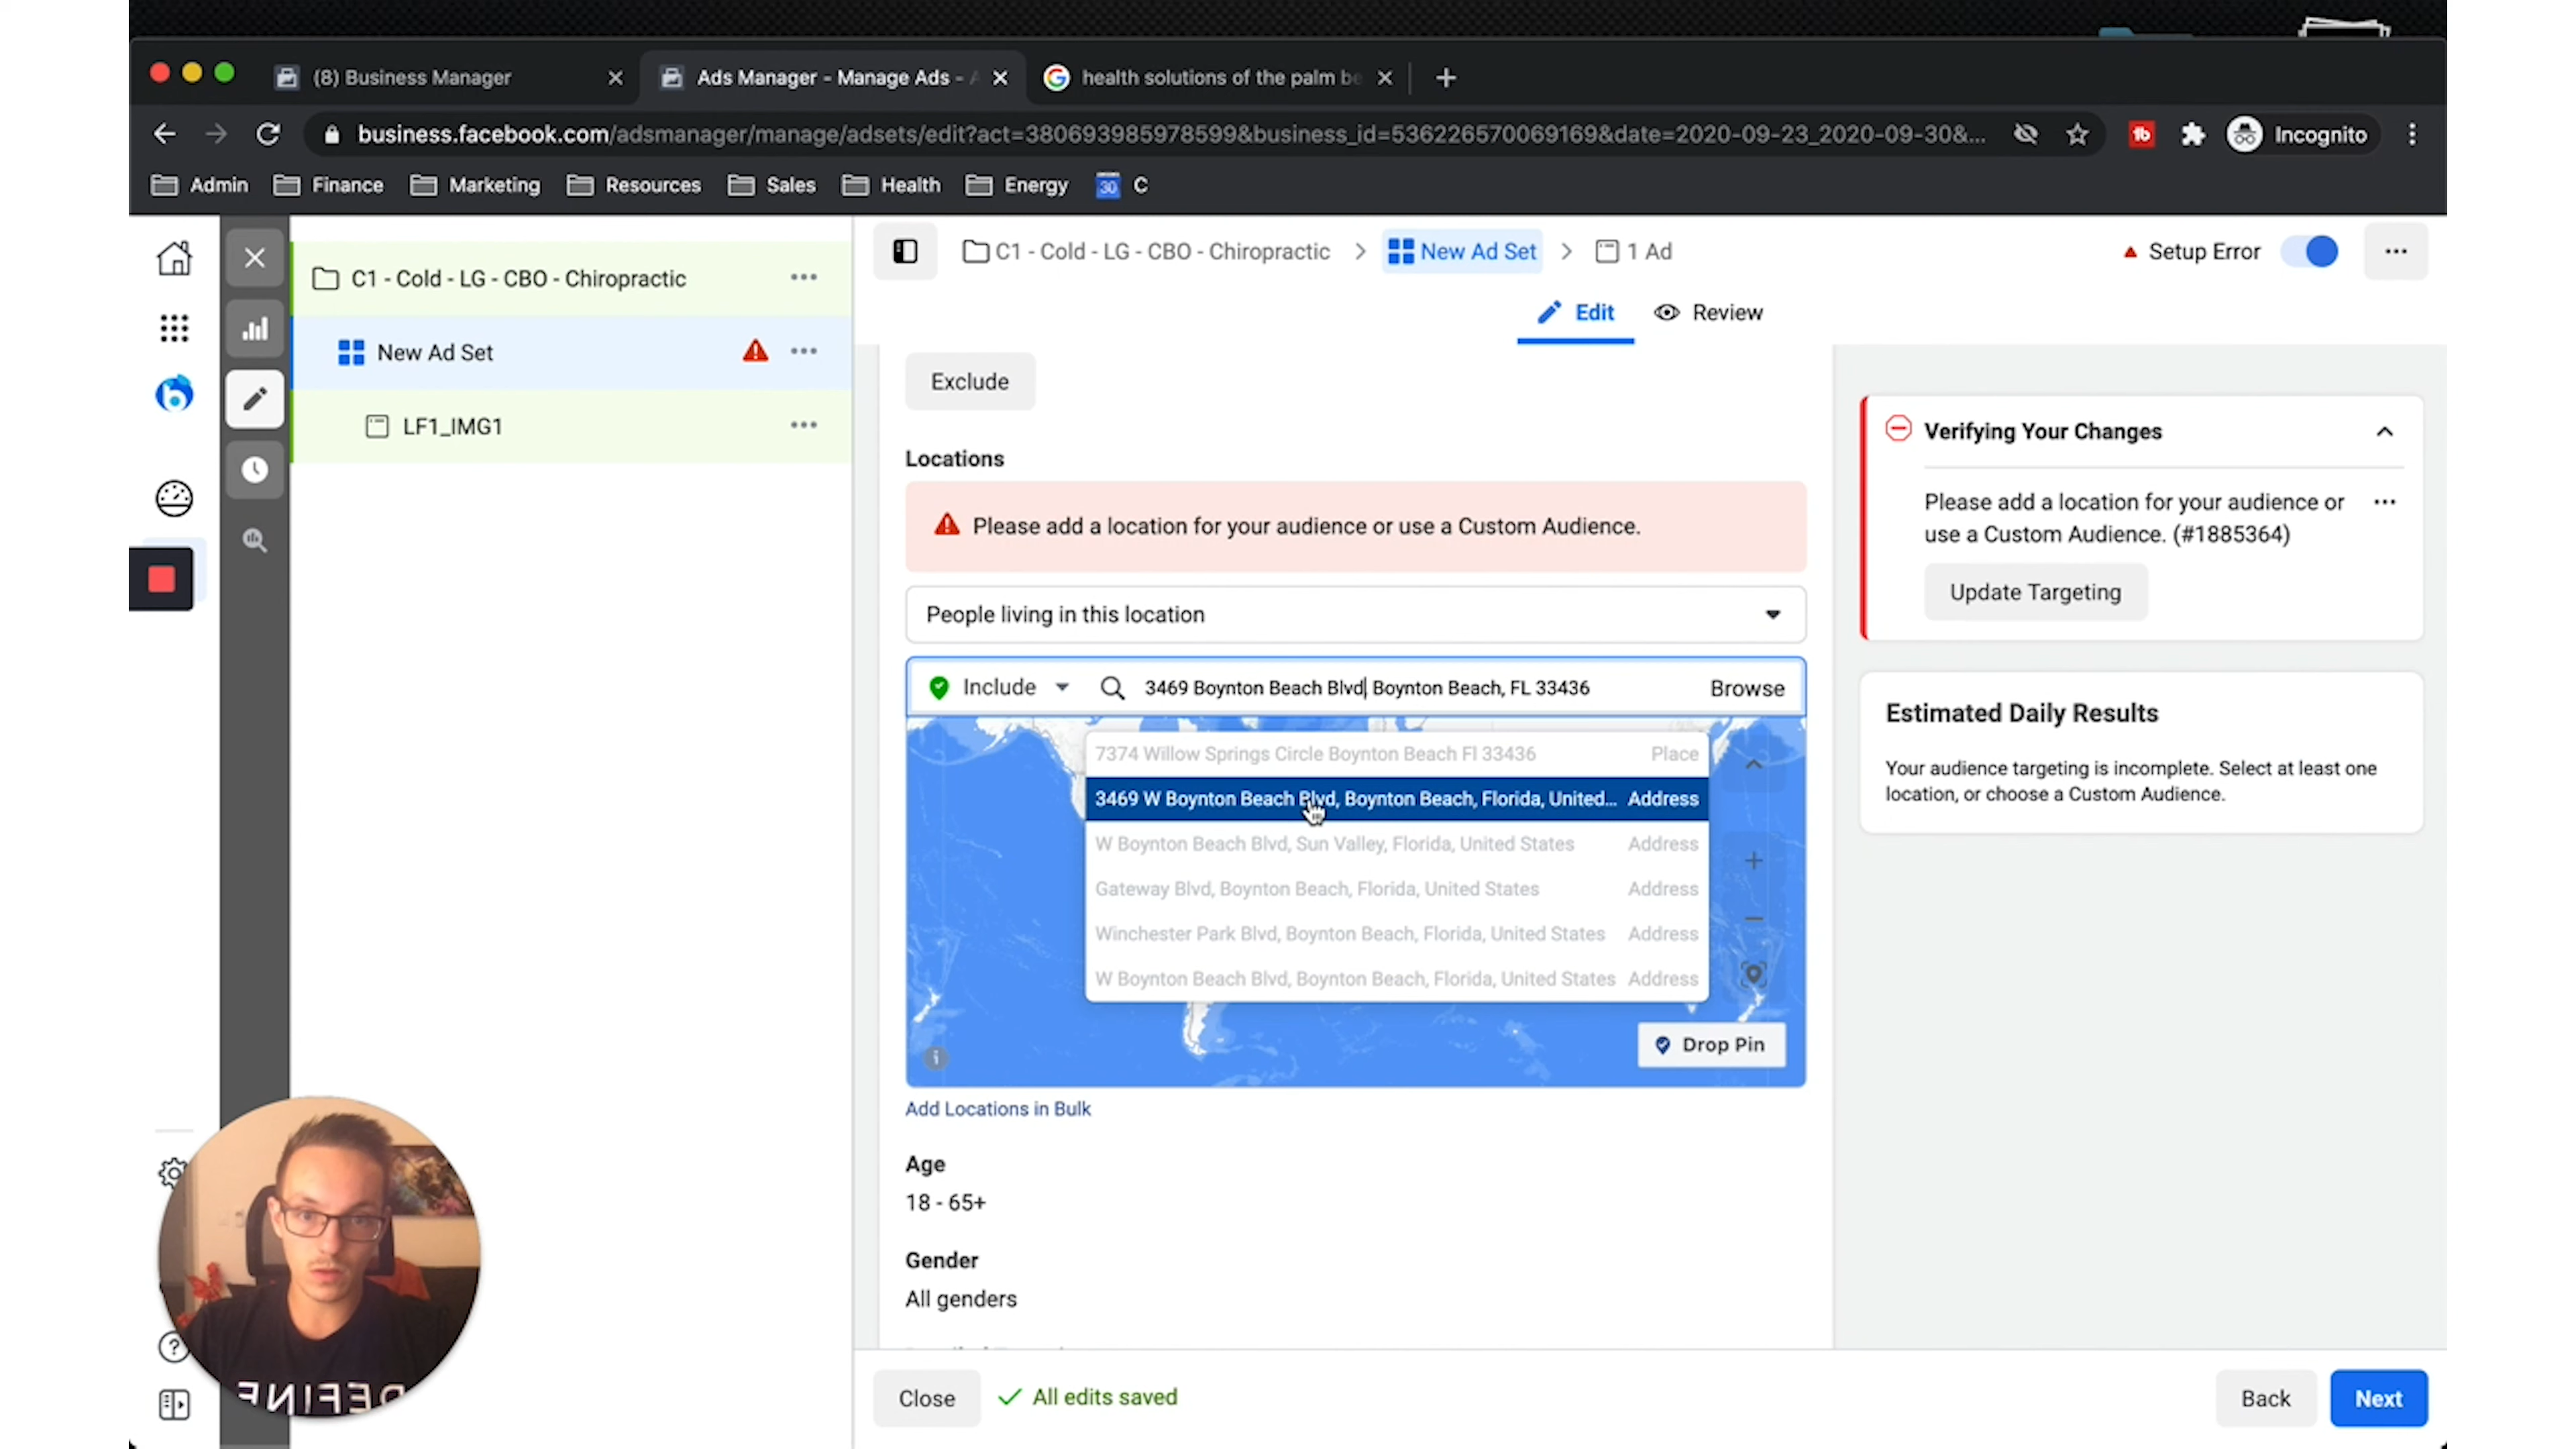 (8) Business Manager
Ads Manager - Manage Ads - A
health solutions of the palm be
business.facebook.com/adsmanager/manage/adsets/edit?act=380693985978599&business_id=536226570069169&date=2020-09-23_2020-09-30&...
Incognito
Admin
Finance
Marketing
Resources
Sales
Health
Energy
30
C
C1 - Cold - LG - CBO - Chiropractic
New Ad Set
LF1_IMG1
C1 - Cold - LG - CBO - Chiropractic
New Ad Set
1 Ad
Setup Error
Edit
Review
Exclude
Locations
Please add a location for your audience or use a Custom Audience.
People living in this location
Include
3469 Boynton Beach Blvd Boynton Beach, FL 33436
Browse
7374 Willow Springs Circle Boynton Beach Fl 33436 Place
3469 W Boynton Beach Blvd, Boynton Beach, Florida, United... Address
W Boynton Beach Blvd, Sun Valley, Florida, United States Address
Gateway Blvd, Boynton Beach, Florida, United States Address
Winchester Park Blvd, Boynton Beach, Florida, United States Address
W Boynton Beach Blvd, Boynton Beach, Florida, United States Address
Drop Pin
Add Locations in Bulk
Age
18 - 65+
Gender
All genders
Close
All edits saved
Back
Next
Verifying Your Changes
Please add a location for your audience or
use a Custom Audience. (#1885364)
Update Targeting
Estimated Daily Results
Your audience targeting is incomplete. Select at least one
location, or choose a Custom Audience.